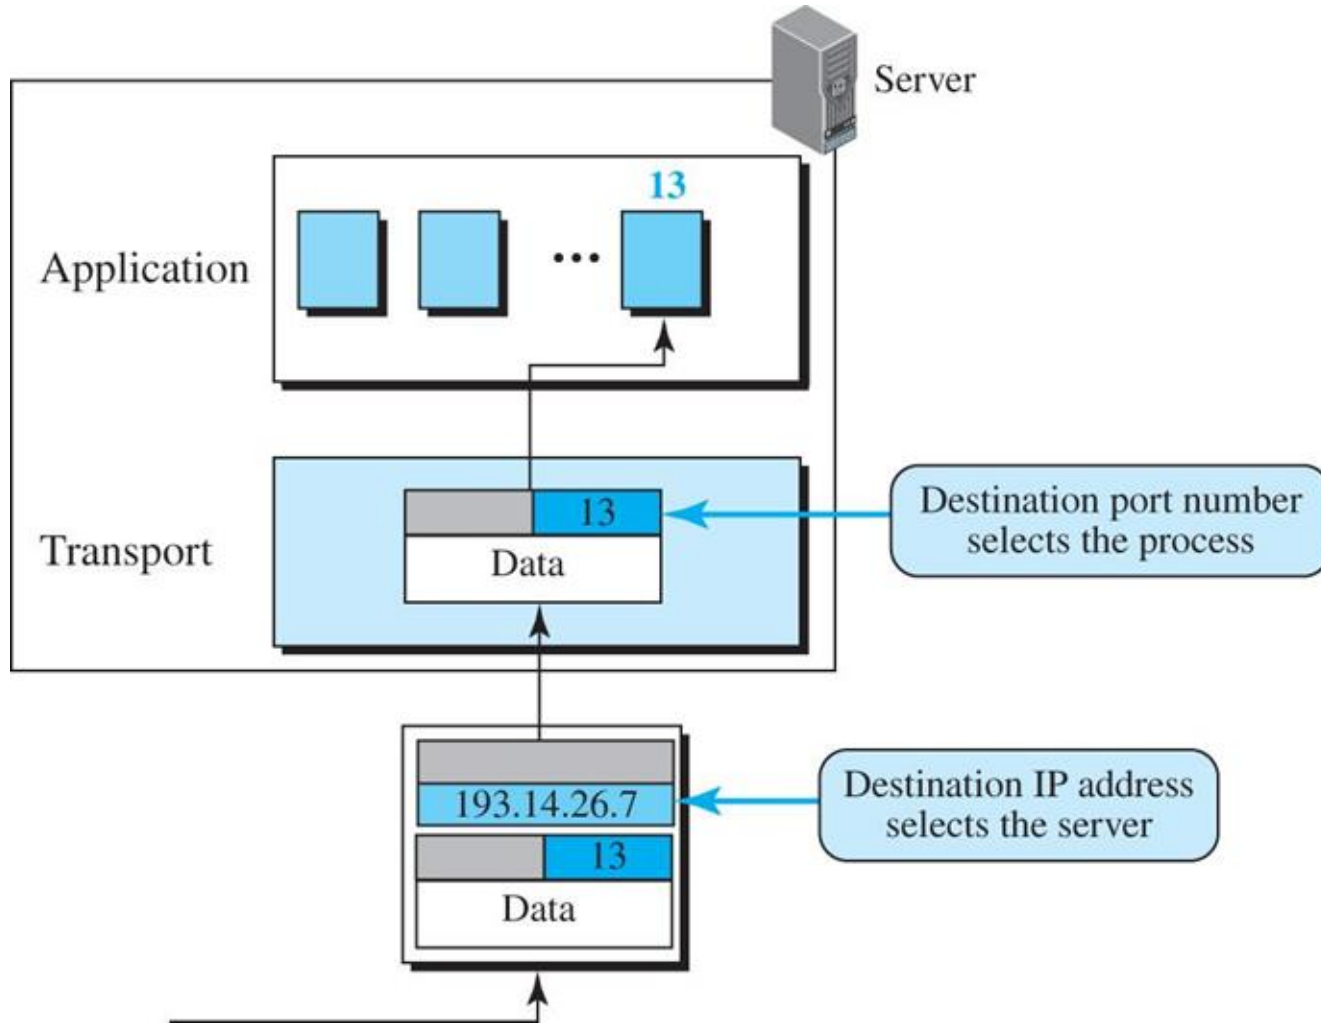 Server
13
Application
13
Destination port number
selects the process
Transport
Data
193.14.26.7
Destination IP address
selects the server
13
Data